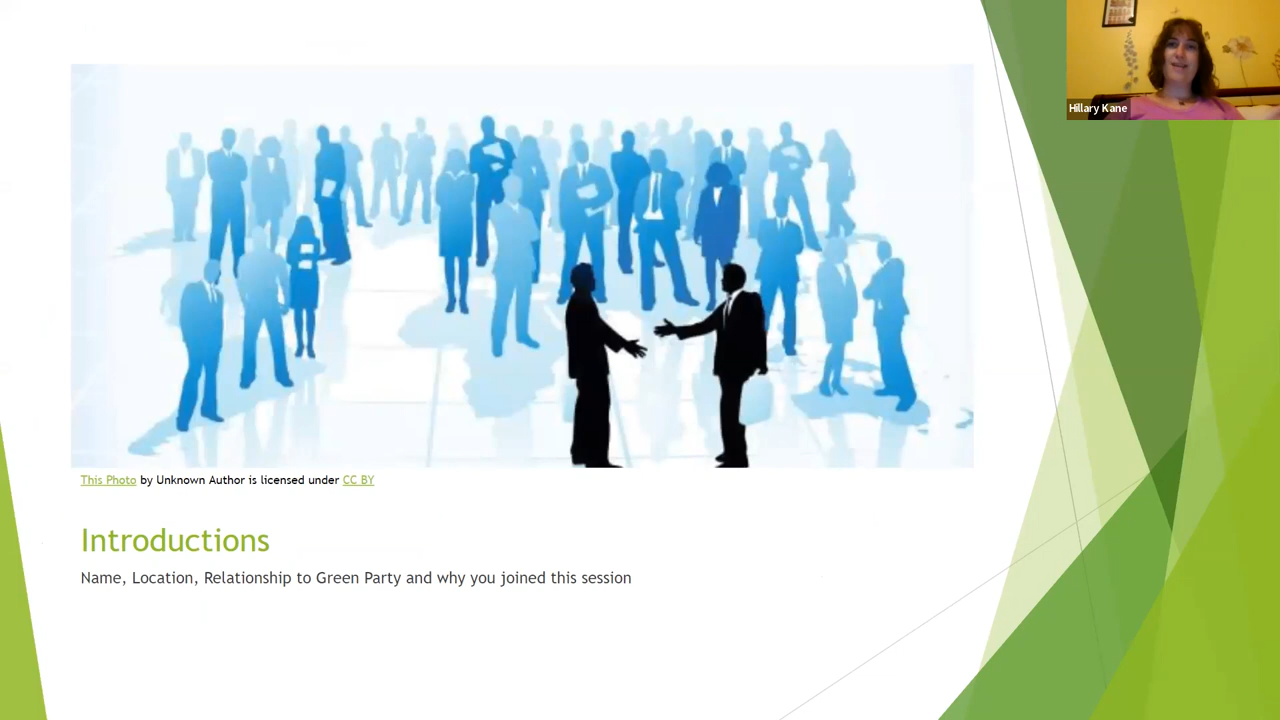 Hillary Kane
This Photo by Unknown Author is licensed under CC BY
Introductions
Name, Location, Relationship to Green Party and why you joined this session